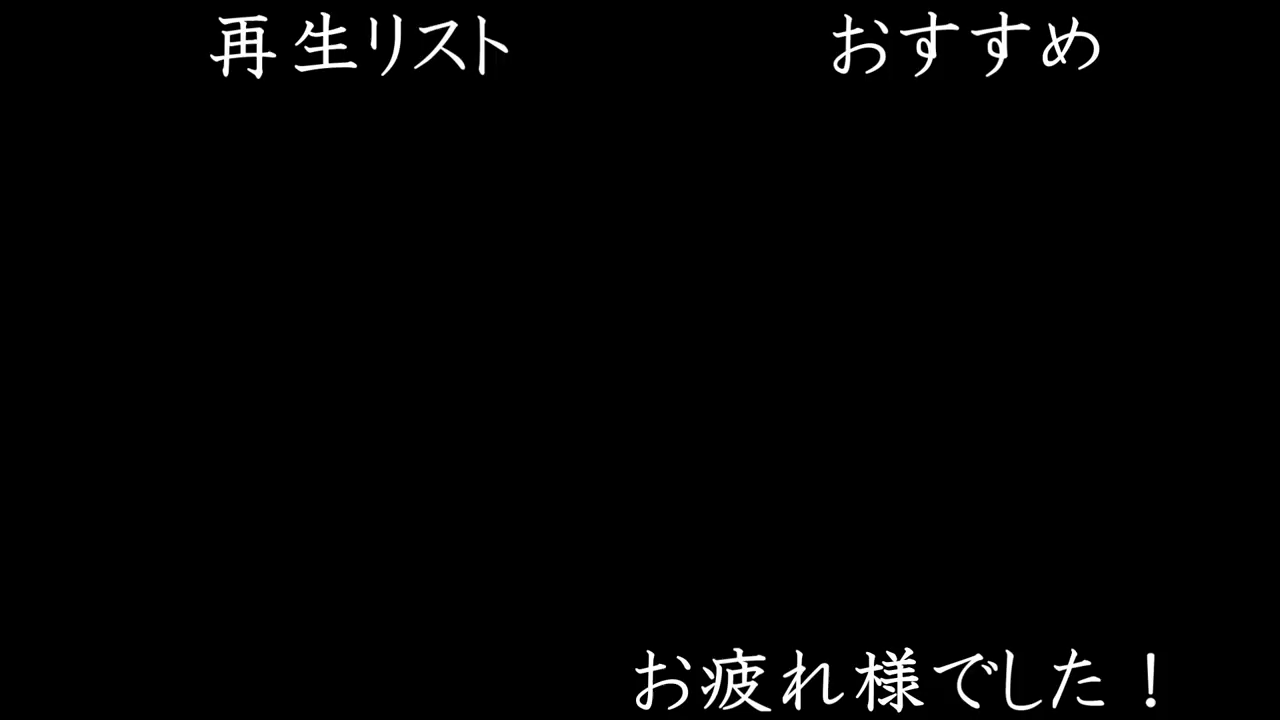 再生リスト
おすすめ
お疲れ様でした！